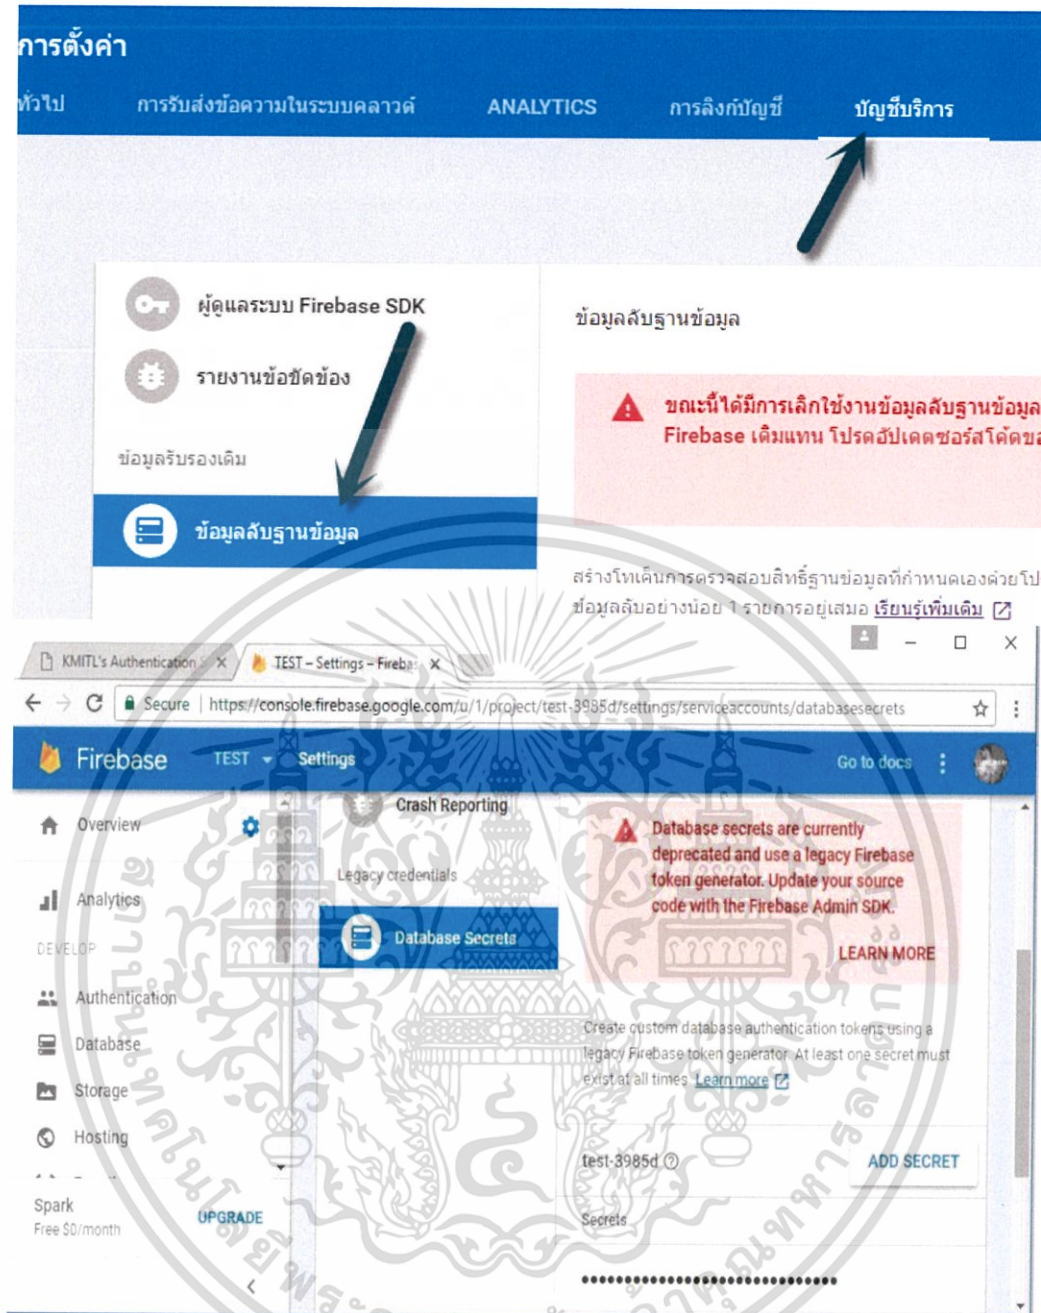 การตั้งค่า
ทั่วไป การรับส่งข้อความในระบบคลาวด์ ANALYTICS การลิงก์บัญชี บัญชีบริการ
ผู้ดูแลระบบ Firebase SDK
รายงานข้อขัดข้อง
ข้อมูลรับรองเดิม
ข้อมูลลับฐานข้อมูล
ข้อมูลลับฐานข้อมูล
ขณะนี้ได้มีการเลิกใช้งานข้อมูลลับฐานข้อมูล
Firebase เดิมแทน โปรดอัปเดตซอร์สโค้ดขอ
สร้างโทเค็นการตรวจสอบสิทธิ์ฐานข้อมูลที่กำหนดเองด้วยโป
ข้อมูลลับอย่างน้อย 1 รายการอยู่เสมอ เรียนรู้เพิ่มเติม
KMITL's Authentication TEST – Settings – Fireba
Secure https://console.firebase.google.com/u/1/project/test-3985d/settings/serviceaccounts/databasesecrets
Firebase TEST Settings Go to docs
Overview
Analytics
DEVELOP
Authentication
Database
Storage
Hosting
Spark
Free $0/month
UPGRADE
Crash Reporting
Legacy credentials
Database Secrets
Database secrets are currently
deprecated and use a legacy Firebase
token generator. Update your source
code with the Firebase Admin SDK.
LEARN MORE
Create custom database authentication tokens using a
legacy Firebase token generator. At least one secret must
exist at all times. Learn more
test-3985d ADD SECRET
Secrets